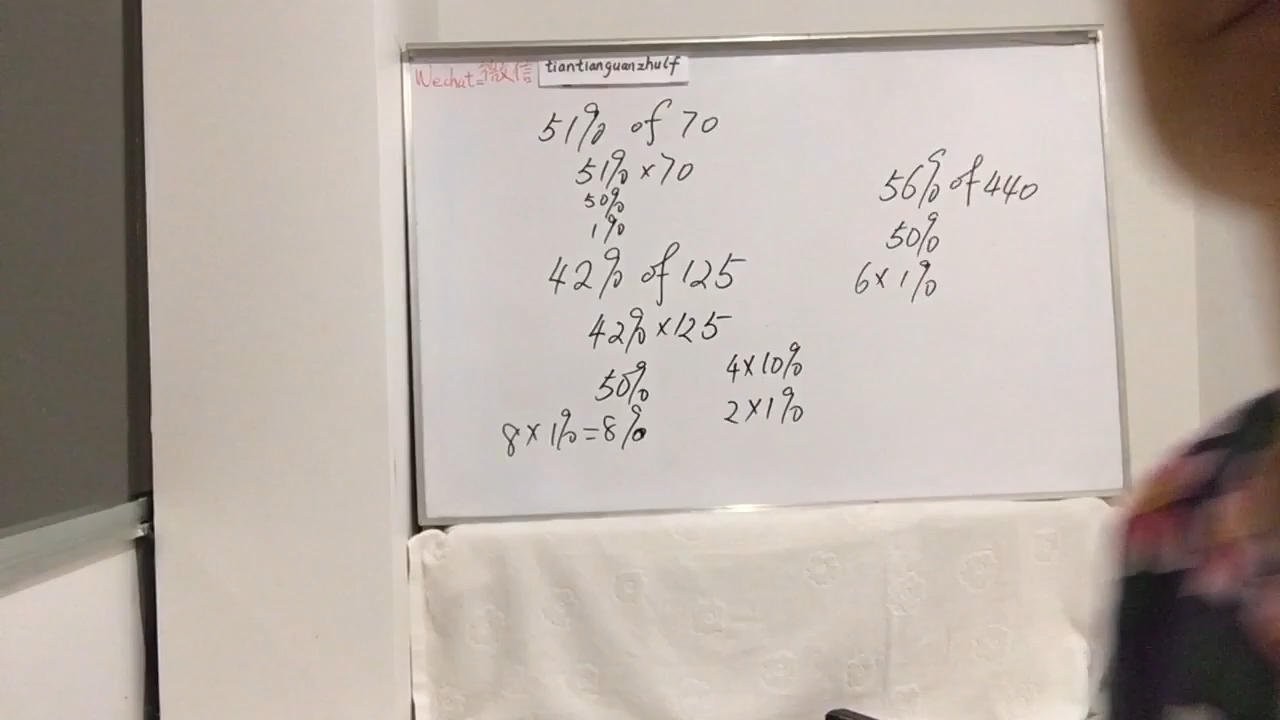 Wechat=微信 tiantianguanzhulf
51% of 70
51% × 70
50%
1%
42% of 125
42% × 125
50%
8 × 1% = 8%
4 × 10%
2 × 1%
56% of 440
50%
6 × 1%